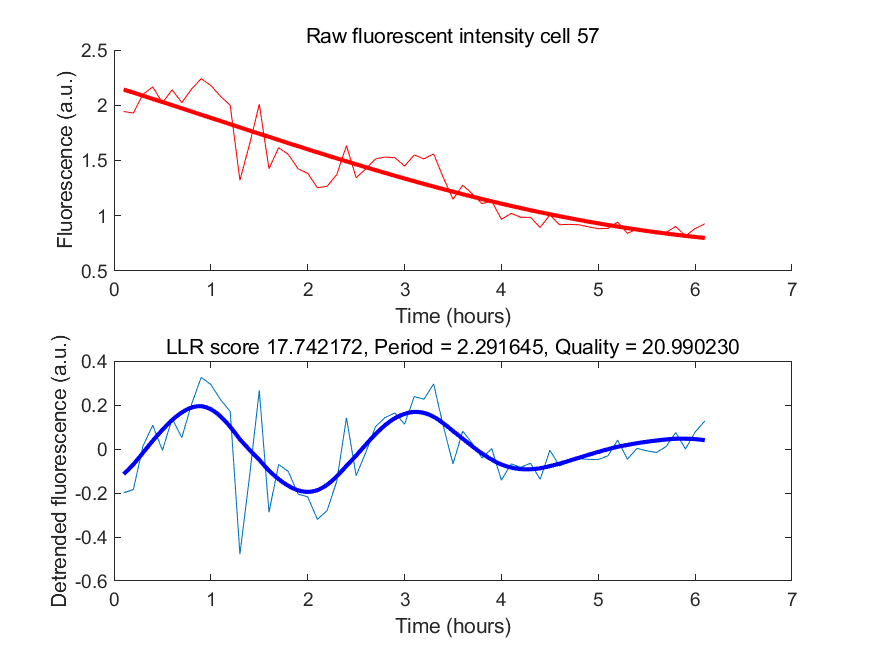 Raw fluorescent intensity cell 57
2.5
2
1.5
1
0.5
Fluorescence (a.u.)
0 1 2 3 4 5 6 7
Time (hours)
LLR score 17.742172, Period = 2.291645, Quality = 20.990230
0.4
0.2
0
-0.2
-0.4
-0.6
Detrended fluorescence (a.u.)
0 1 2 3 4 5 6 7
Time (hours)